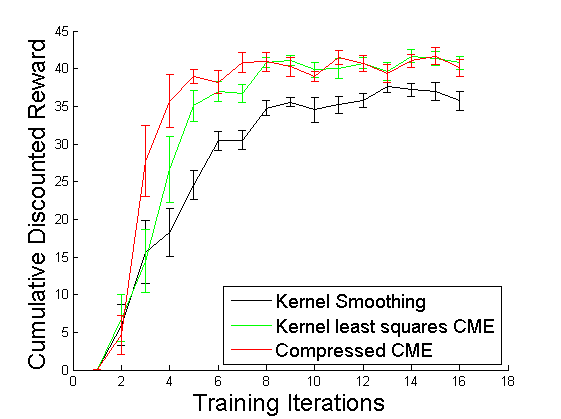 Cumulative Discounted Reward
45
40
35
30
25
20
15
10
5
0
0 2 4 6 8 10 12 14 16 18
Training Iterations
Kernel Smoothing
Kernel least squares CME
Compressed CME